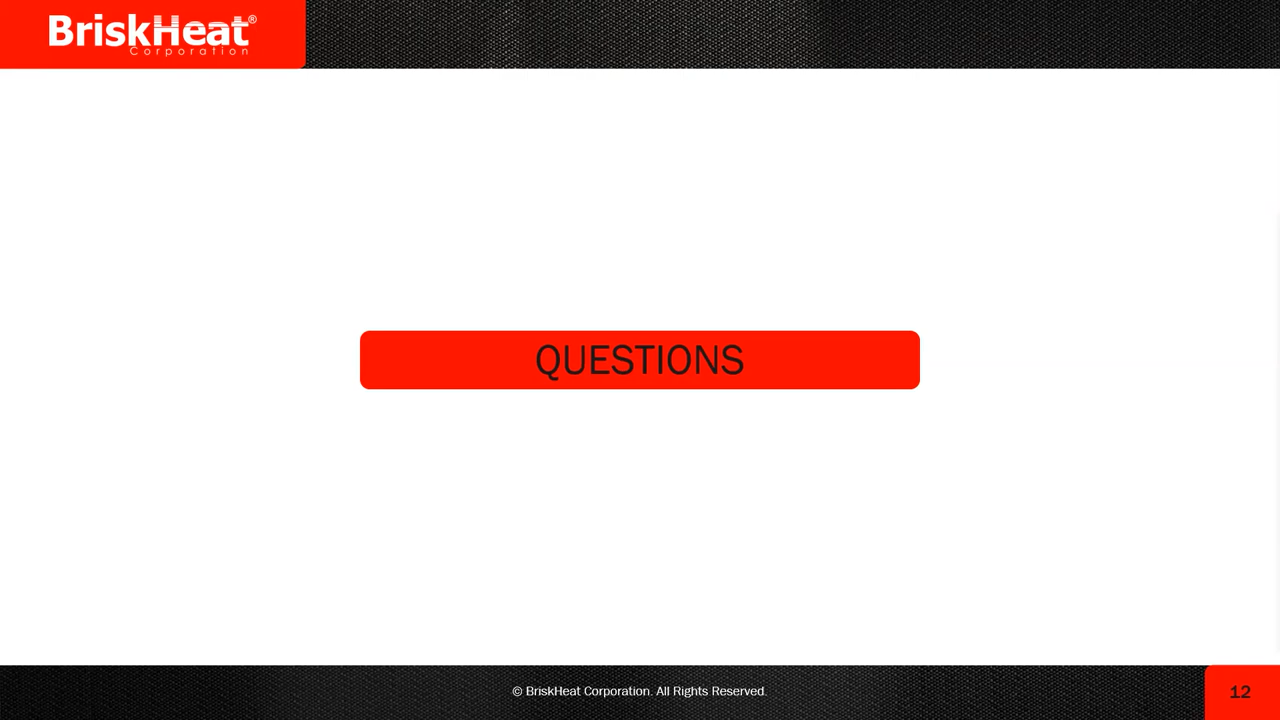 BriskHeat®
Corporation
QUESTIONS
© BriskHeat Corporation. All Rights Reserved.
12